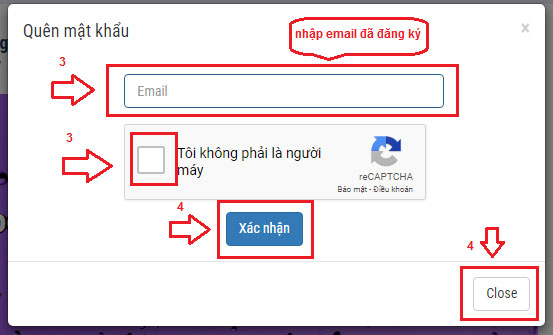 Quên mật khẩu
nhập email đã đăng ký
×
3
Email
3
Tôi không phải là người
máy
reCAPTCHA
Bảo mật - Điều khoản
4
Xác nhận
4
Close